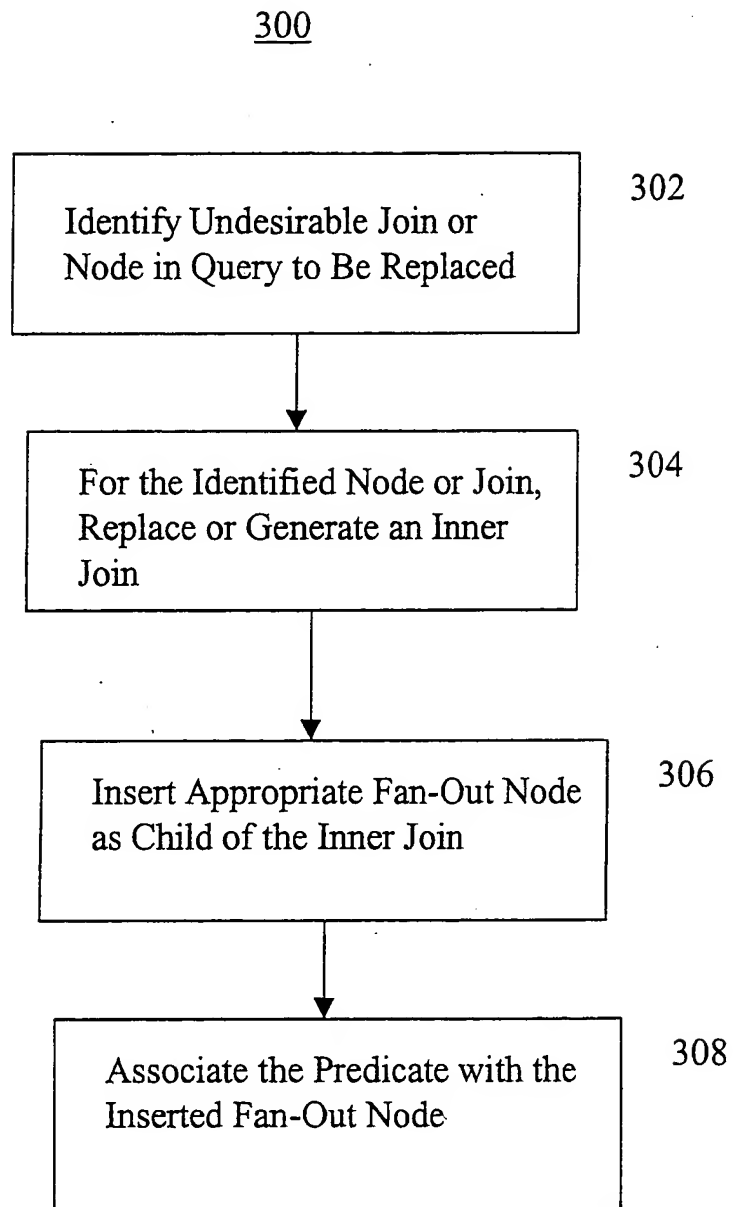 300
302
Identify Undesirable Join or
Node in Query to Be Replaced
304
For the Identified Node or Join,
Replace or Generate an Inner
Join
306
Insert Appropriate Fan-Out Node
as Child of the Inner Join
308
Associate the Predicate with the
Inserted Fan-Out Node